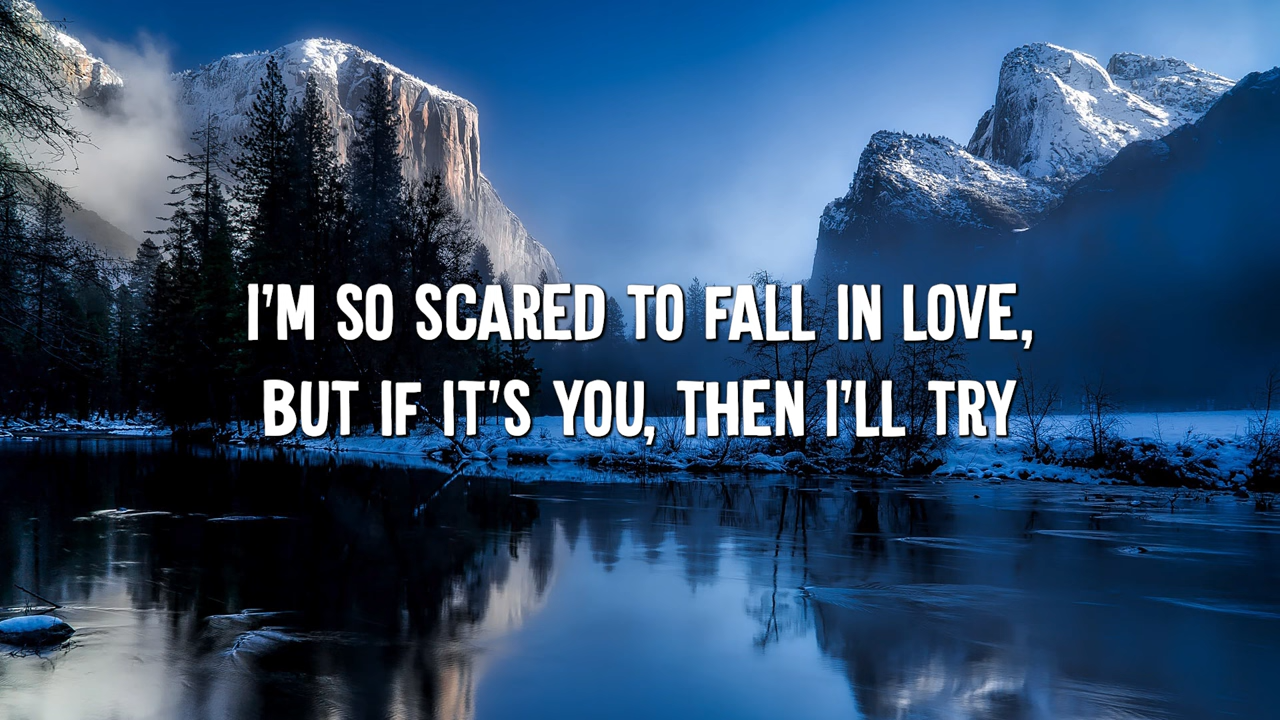 I'M SO SCARED TO FALL IN LOVE,
BUT IF IT'S YOU, THEN I'LL TRY